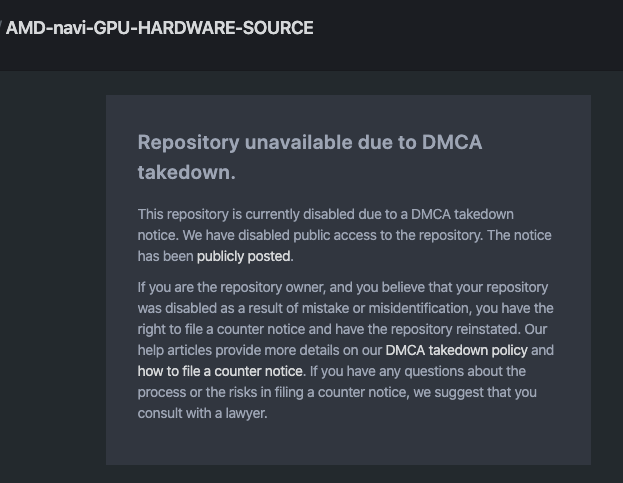 / AMD-navi-GPU-HARDWARE-SOURCE
Repository unavailable due to DMCA
takedown.
This repository is currently disabled due to a DMCA takedown
notice. We have disabled public access to the repository. The notice
has been publicly posted.
If you are the repository owner, and you believe that your repository
was disabled as a result of mistake or misidentification, you have the
right to file a counter notice and have the repository reinstated. Our
help articles provide more details on our DMCA takedown policy and
how to file a counter notice. If you have any questions about the
process or the risks in filing a counter notice, we suggest that you
consult with a lawyer.